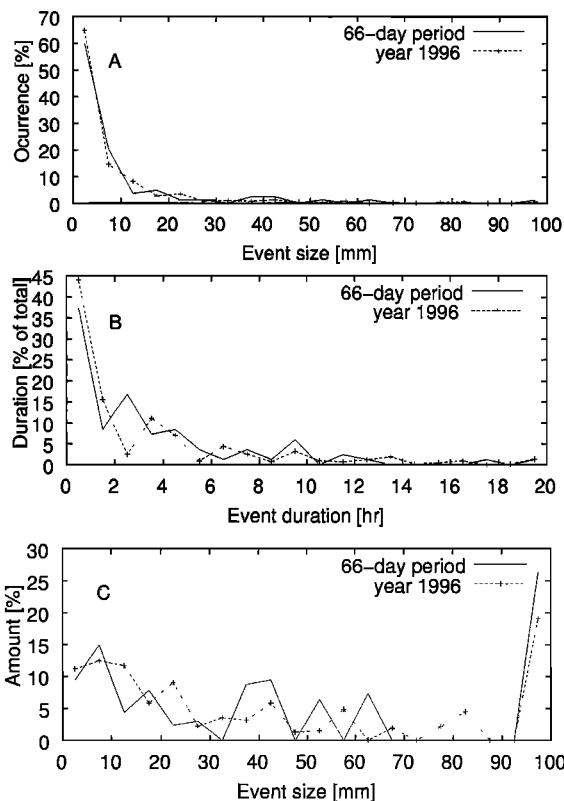 70
60
50
40
30
20
10
0
Ocurrence [%]
A
66-day period
year 1996
0 10 20 30 40 50 60 70 80 90 100
Event size [mm]
45
40
35
30
25
20
15
10
5
0
Duration [% of total]
B
66-day period
year 1996
0 2 4 6 8 10 12 14 16 18 20
Event duration [hr]
30
25
20
15
10
5
0
Amount [%]
C
66-day period
year 1996
0 10 20 30 40 50 60 70 80 90 100
Event size [mm]